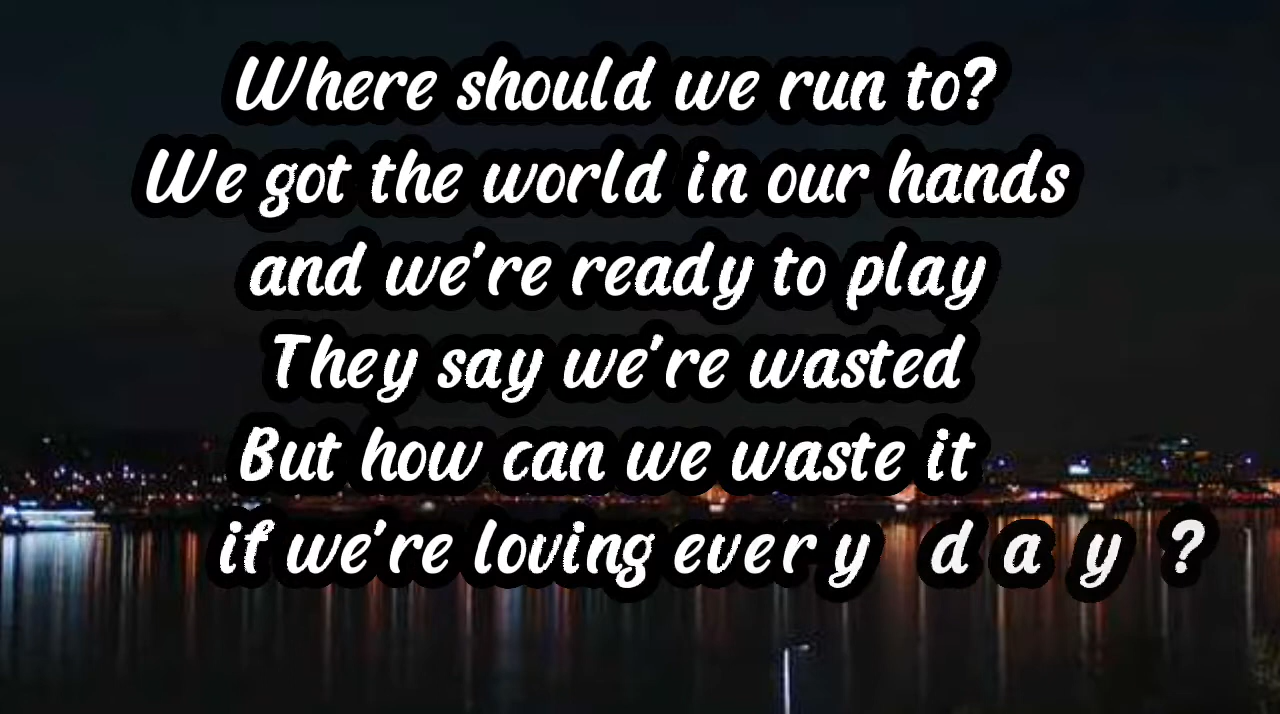 Where should we run to?
We got the world in our hands
and we're ready to play
They say we're wasted
But how can we waste it
if we're loving every day?